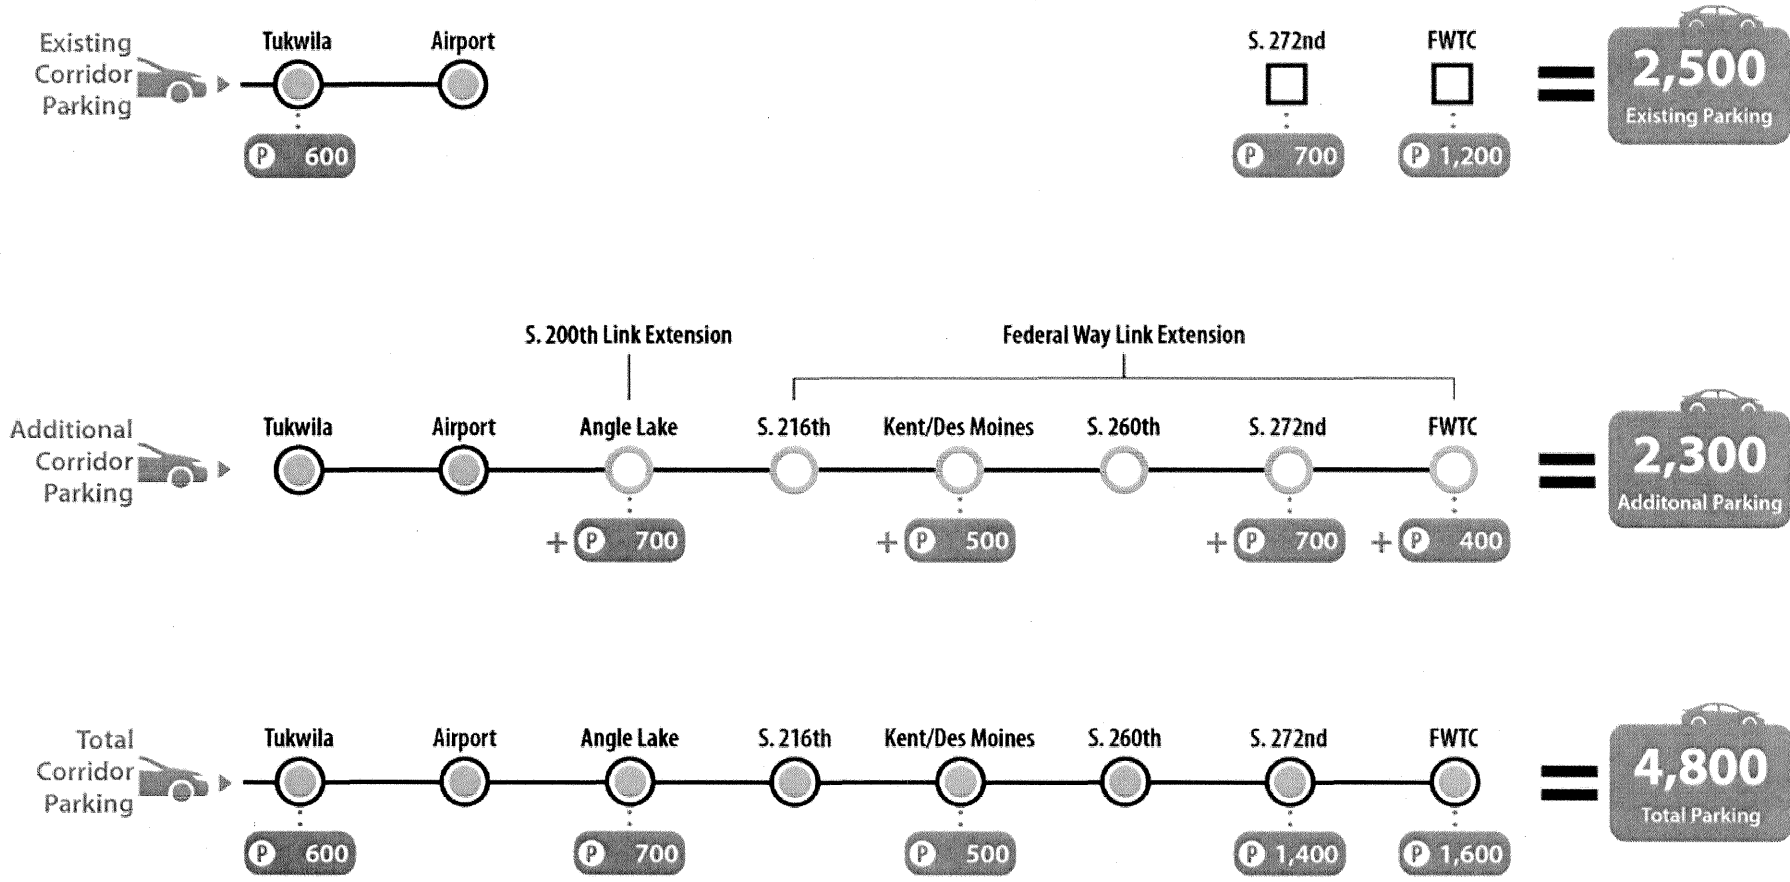 Existing
Corridor
Parking
Tukwila
Airport
S. 272nd
FWTC
P 600
P 700
P 1,200
=
2,500
Existing Parking
S. 200th Link Extension
Federal Way Link Extension
Additional
Corridor
Parking
Tukwila
Airport
Angle Lake
S. 216th
Kent/Des Moines
S. 260th
S. 272nd
FWTC
+ P 700
+ P 500
+ P 700
+ P 400
=
2,300
Additonal Parking
Total
Corridor
Parking
Tukwila
Airport
Angle Lake
S. 216th
Kent/Des Moines
S. 260th
S. 272nd
FWTC
P 600
P 700
P 500
P 1,400
P 1,600
=
4,800
Total Parking